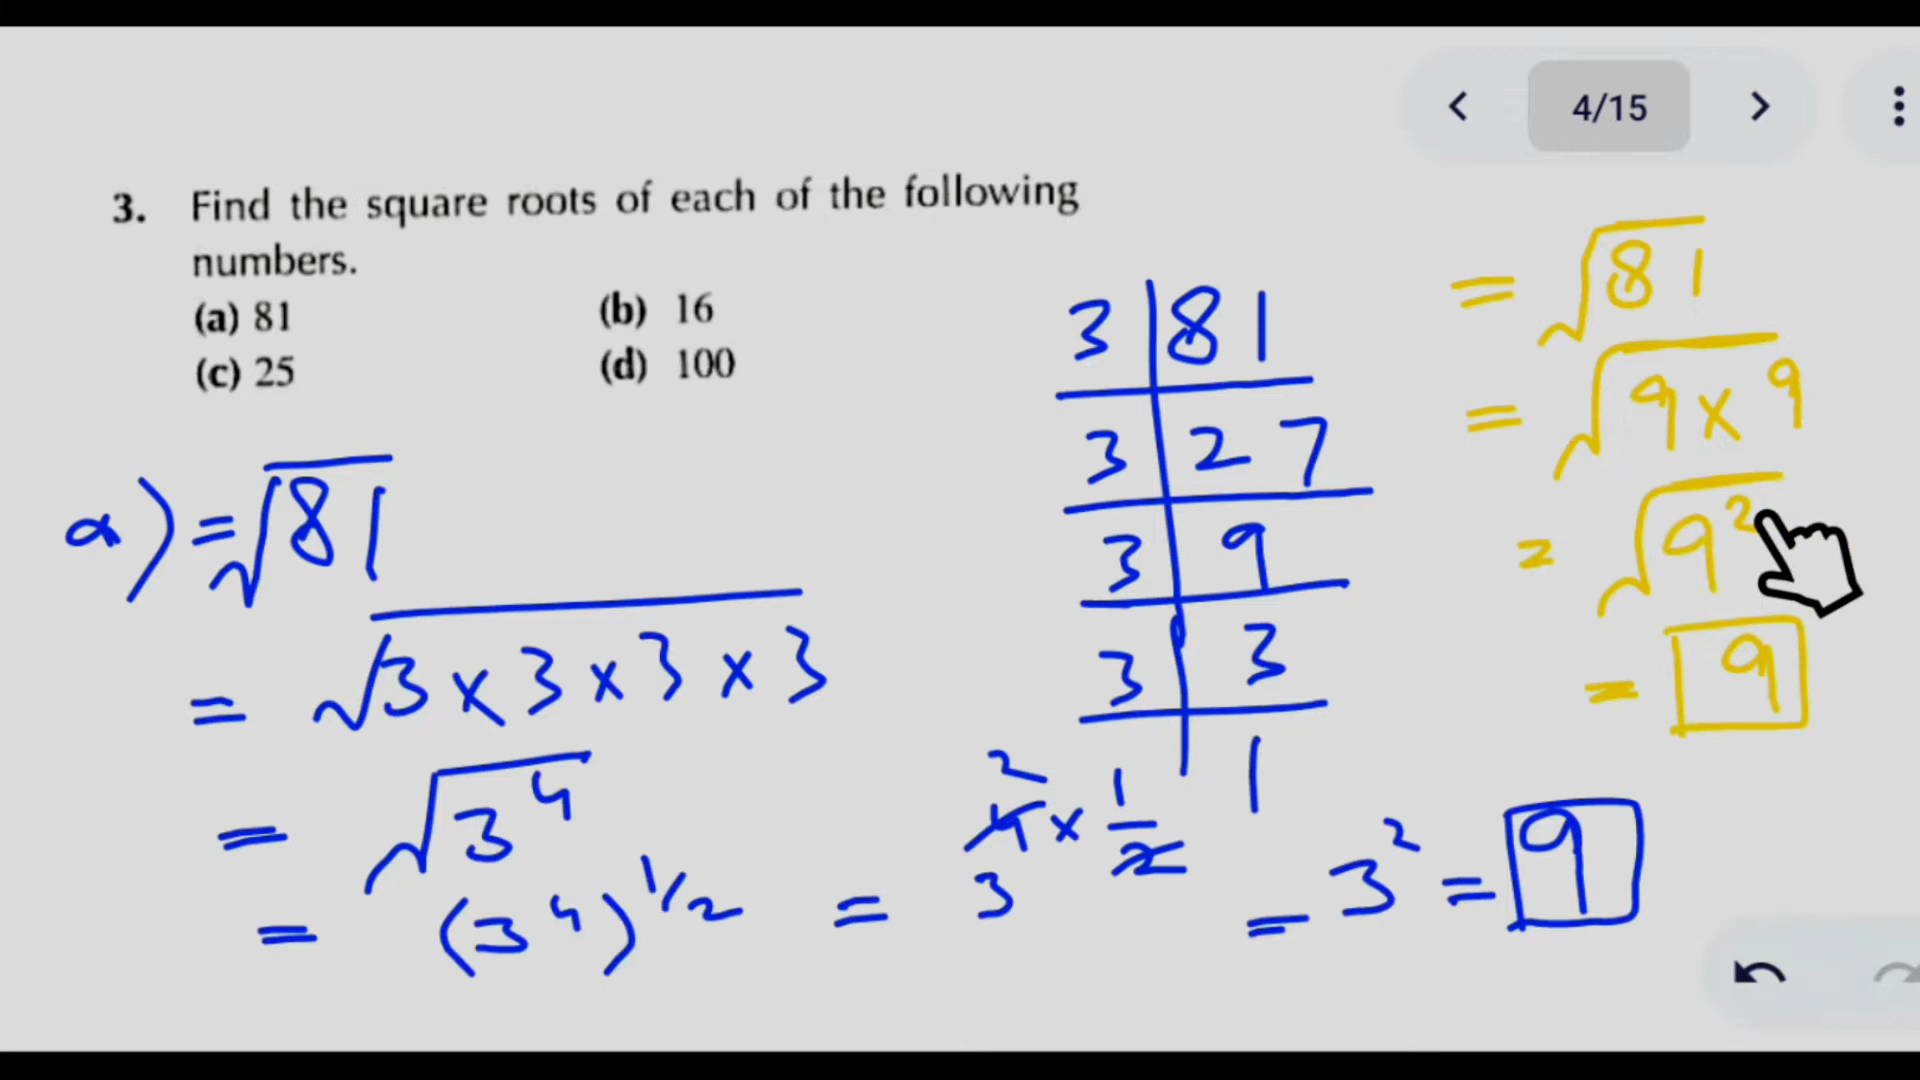 4/15
3. Find the square roots of each of the following
numbers.
(a) 81 (b) 16
(c) 25 (d) 100
a) = √81
= √3 × 3 × 3 × 3
= √3⁴
= (3⁴)^1/2 = 3^4 × 1/2 2 = 3² = 9
3 | 81
3 | 27
3 | 9
3 | 3
1
= √81
= √9 × 9
= √9²
= 9